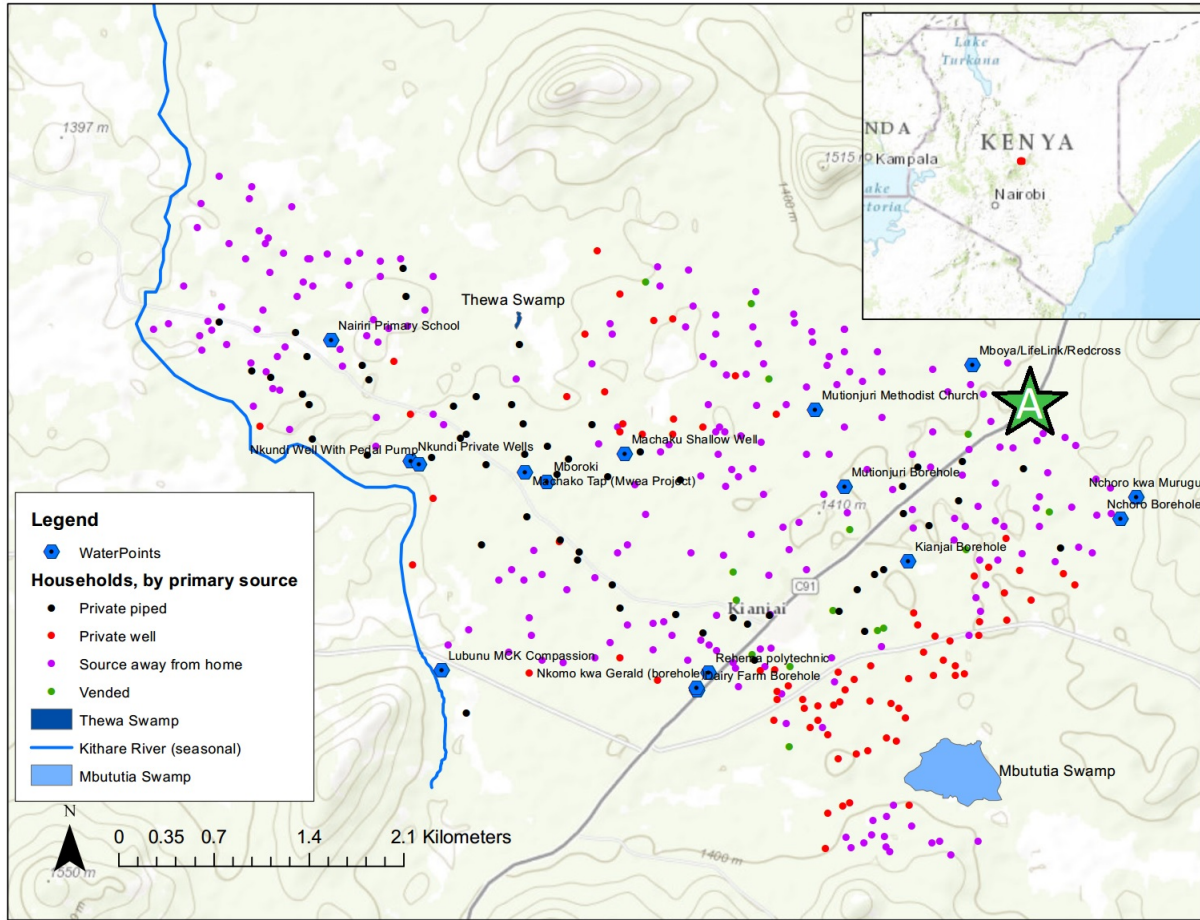 1397 m
1515
1400 m
Lake
Turkana
NDA
Kampala
KENYA
ake
toria
Nairobi
Thewa Swamp
Nairiri Primary School
Mboya/LifeLink/Redcross
A
Mutionjuri Methodist Church
Nkundi Well With Pedal Pump
Nkundi Private Wells
Machaku Shallow Well
Mboroki
Machako Tap (Mwea Project)
Mutionjuri Borehole
Nchoro kwa Murugu
Nchoro Borehole
1410 m
Kianjai Borehole
C91
Kianjai
Lubunu MCK Compassion
Rehema polytechnic
Nkomo kwa Gerald (borehole)
Dairy Farm Borehole
Mbututia Swamp
1400 m
1550 m
Legend
WaterPoints
Households, by primary source
Private piped
Private well
Source away from home
Vended
Thewa Swamp
Kithare River (seasonal)
Mbututia Swamp
N
0 0.35 0.7 1.4 2.1 Kilometers